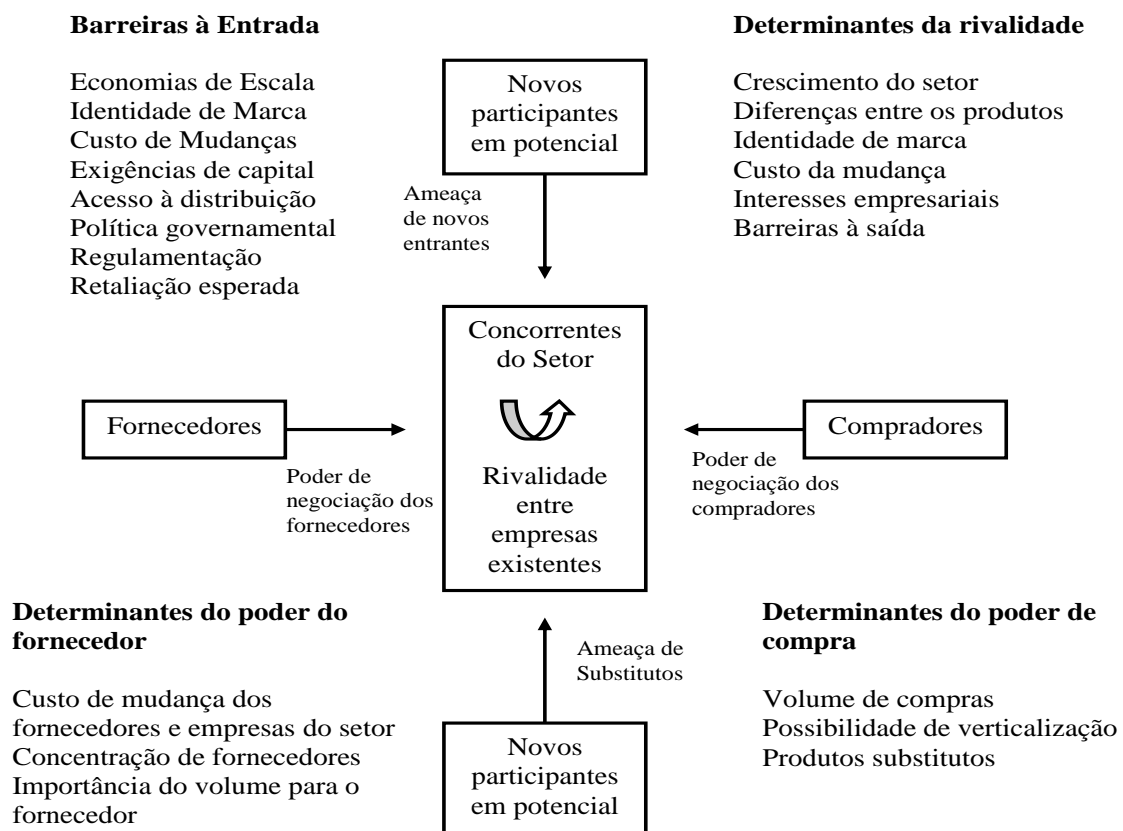 Barreiras à Entrada
Economias de Escala
Identidade de Marca
Custo de Mudanças
Exigências de capital
Acesso à distribuição
Política governamental
Regulamentação
Retaliação esperada
Novos
participantes
em potencial
Ameaça
de novos
entrantes
Determinantes da rivalidade
Crescimento do setor
Diferenças entre os produtos
Identidade de marca
Custo da mudança
Interesses empresariais
Barreiras à saída
Fornecedores
Poder de
negociação dos
fornecedores
Concorrentes
do Setor
Rivalidade
entre
empresas
existentes
Compradores
Poder de
negociação dos
compradores
Determinantes do poder do
fornecedor
Custo de mudança dos
fornecedores e empresas do setor
Concentração de fornecedores
Importância do volume para o
fornecedor
Ameaça de
Substitutos
Novos
participantes
em potencial
Determinantes do poder de
compra
Volume de compras
Possibilidade de verticalização
Produtos substitutos